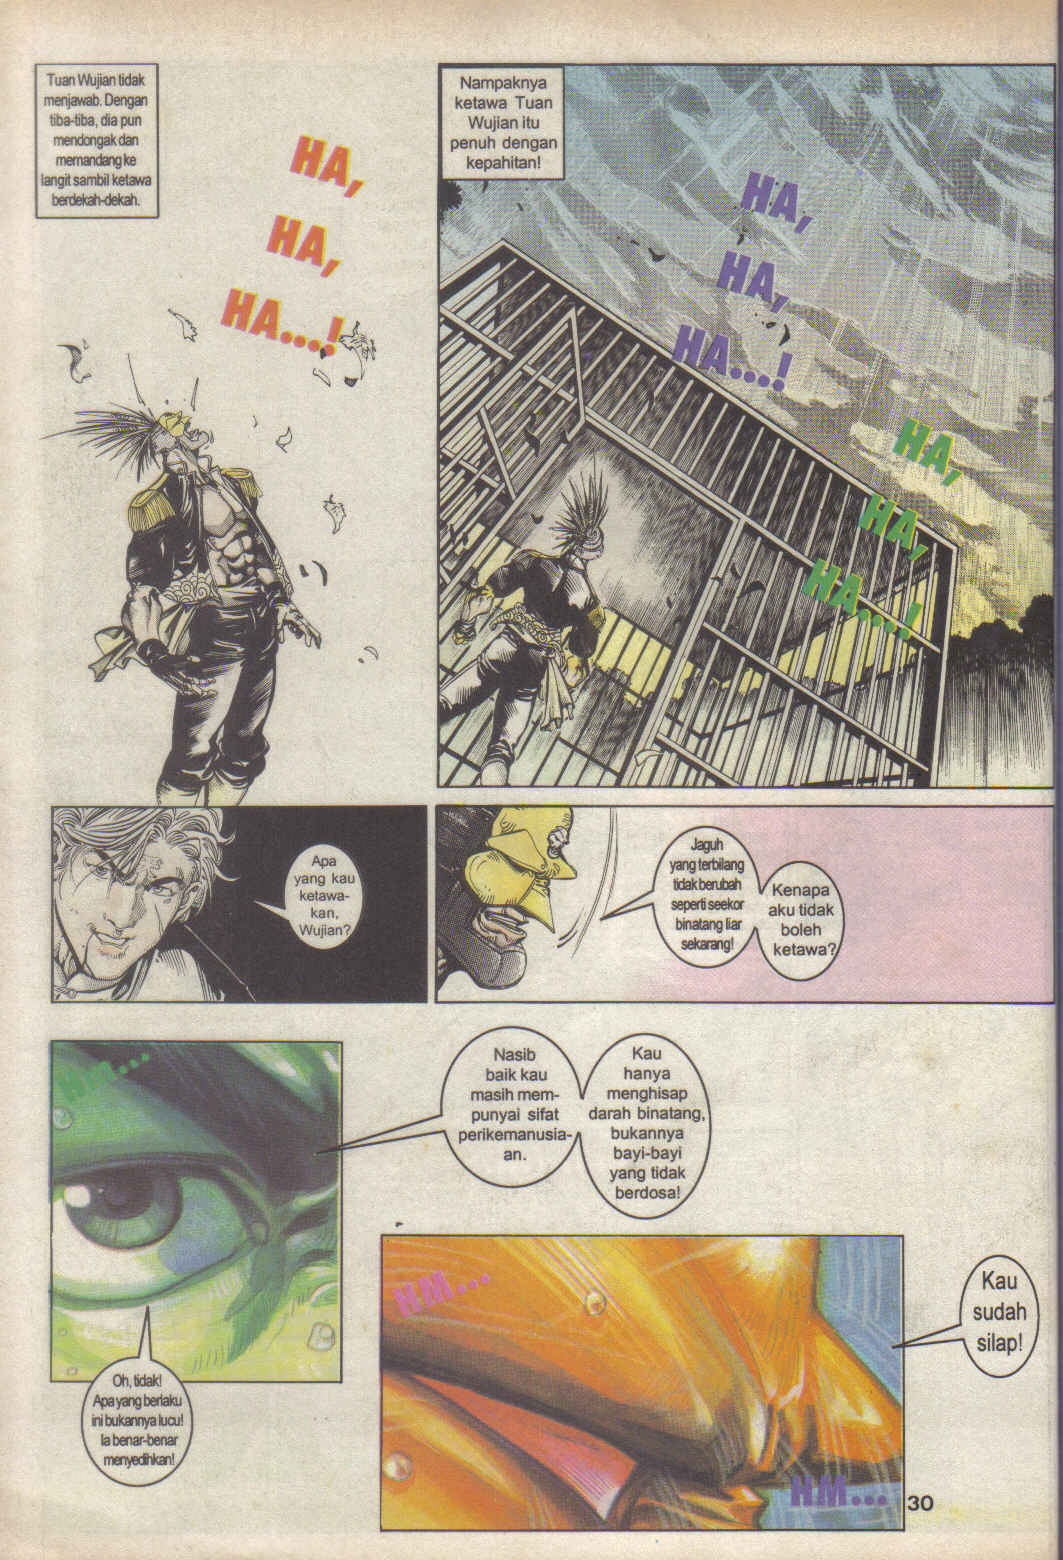 Tuan Wujian tidak
menjawab. Dengan
tiba-tiba, dia pun
mendongak dan
memandang ke
langit sambil ketawa
berdekah-dekah.
HA,
HA,
HA...!
Nampaknya
ketawa Tuan
Wujian itu
penuh dengan
kepahitan!
HA,
HA,
HA...!
HA,
HA,
HA...!
Apa
yang kau
ketawa-
kan,
Wujian?
Jaguh
yang terbilang
tidak berubah
seperti seekor
binatang liar
sekarang!
Kenapa
aku tidak
boleh
ketawa?
HM...
Nasib
baik kau
masih mem-
punyai sifat
perikemanusia-
an.
Kau
hanya
menghisap
darah binatang,
bukannya
bayi-bayi
yang tidak
berdosa!
Oh, tidak!
Apa yang berlaku
ini bukannya lucu!
Ia benar-benar
menyedihkan!
HM...
Kau
sudah
silap!
HM...
30